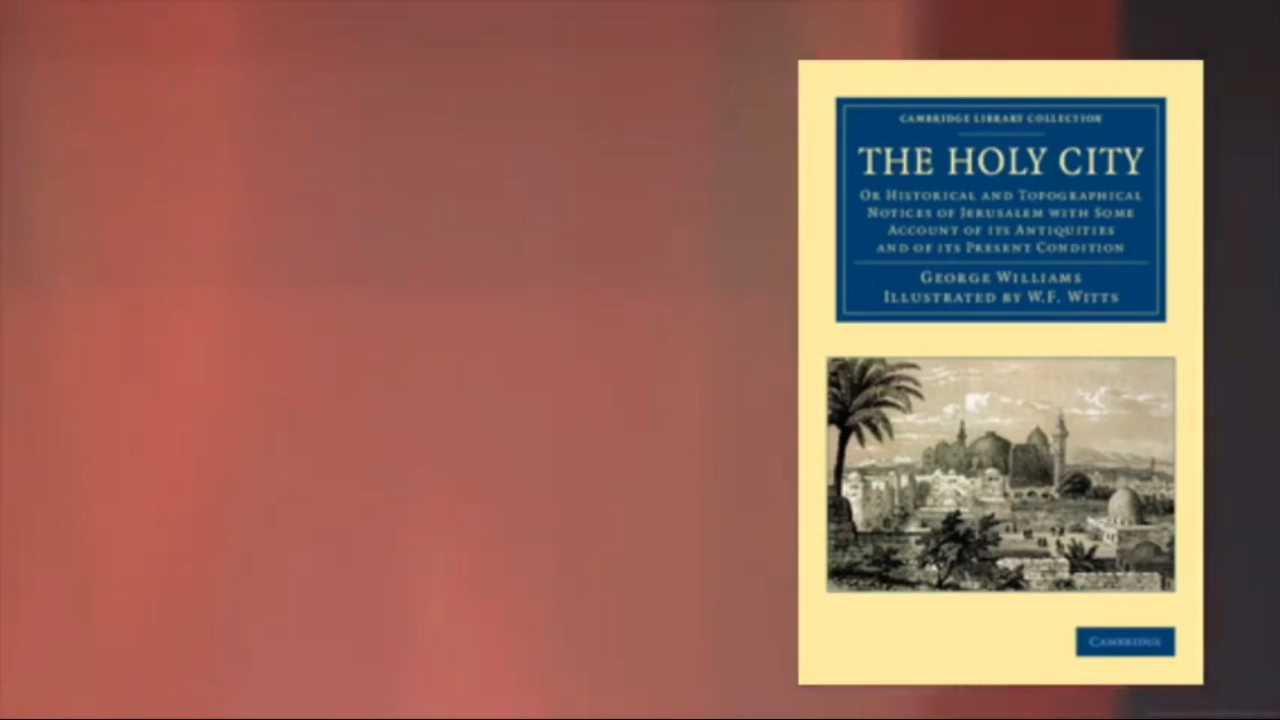 CAMBRIDGE LIBRARY COLLECTION
THE HOLY CITY
OR HISTORICAL AND TOPOGRAPHICAL
NOTICES OF JERUSALEM WITH SOME
ACCOUNT OF ITS ANTIQUITIES
AND OF ITS PRESENT CONDITION
GEORGE WILLIAMS
ILLUSTRATED BY W.F. WITTS
CAMBRIDGE